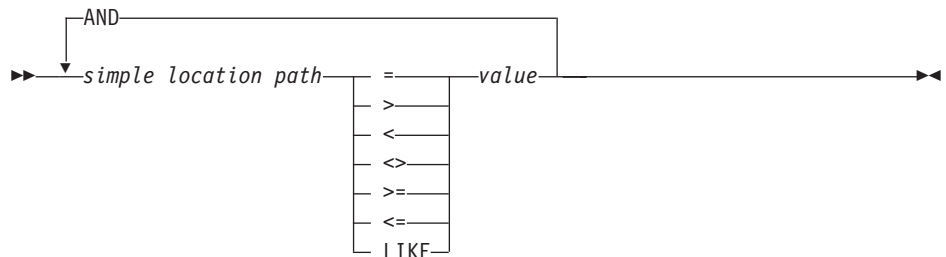 AND
simple location path = value
>
<
<>
>=
<=
LIKE